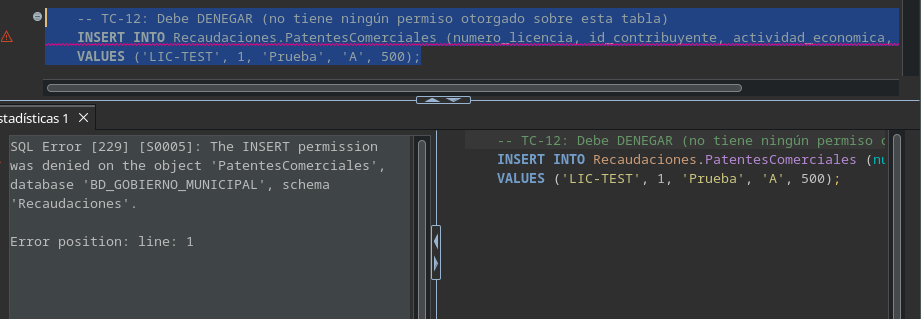 -- TC-12: Debe DENEGAR (no tiene ningún permiso otorgado sobre esta tabla)
INSERT INTO Recaudaciones.PatentesComerciales (numero_licencia, id_contribuyente, actividad_economica,
VALUES ('LIC-TEST', 1, 'Prueba', 'A', 500);
stadísticas 1
SQL Error [229] [S0005]: The INSERT permission
was denied on the object 'PatentesComerciales',
database 'BD_GOBIERNO_MUNICIPAL', schema
'Recaudaciones'.
Error position: line: 1
-- TC-12: Debe DENEGAR (no tiene ningún permiso o
INSERT INTO Recaudaciones.PatentesComerciales (nu
VALUES ('LIC-TEST', 1, 'Prueba', 'A', 500);